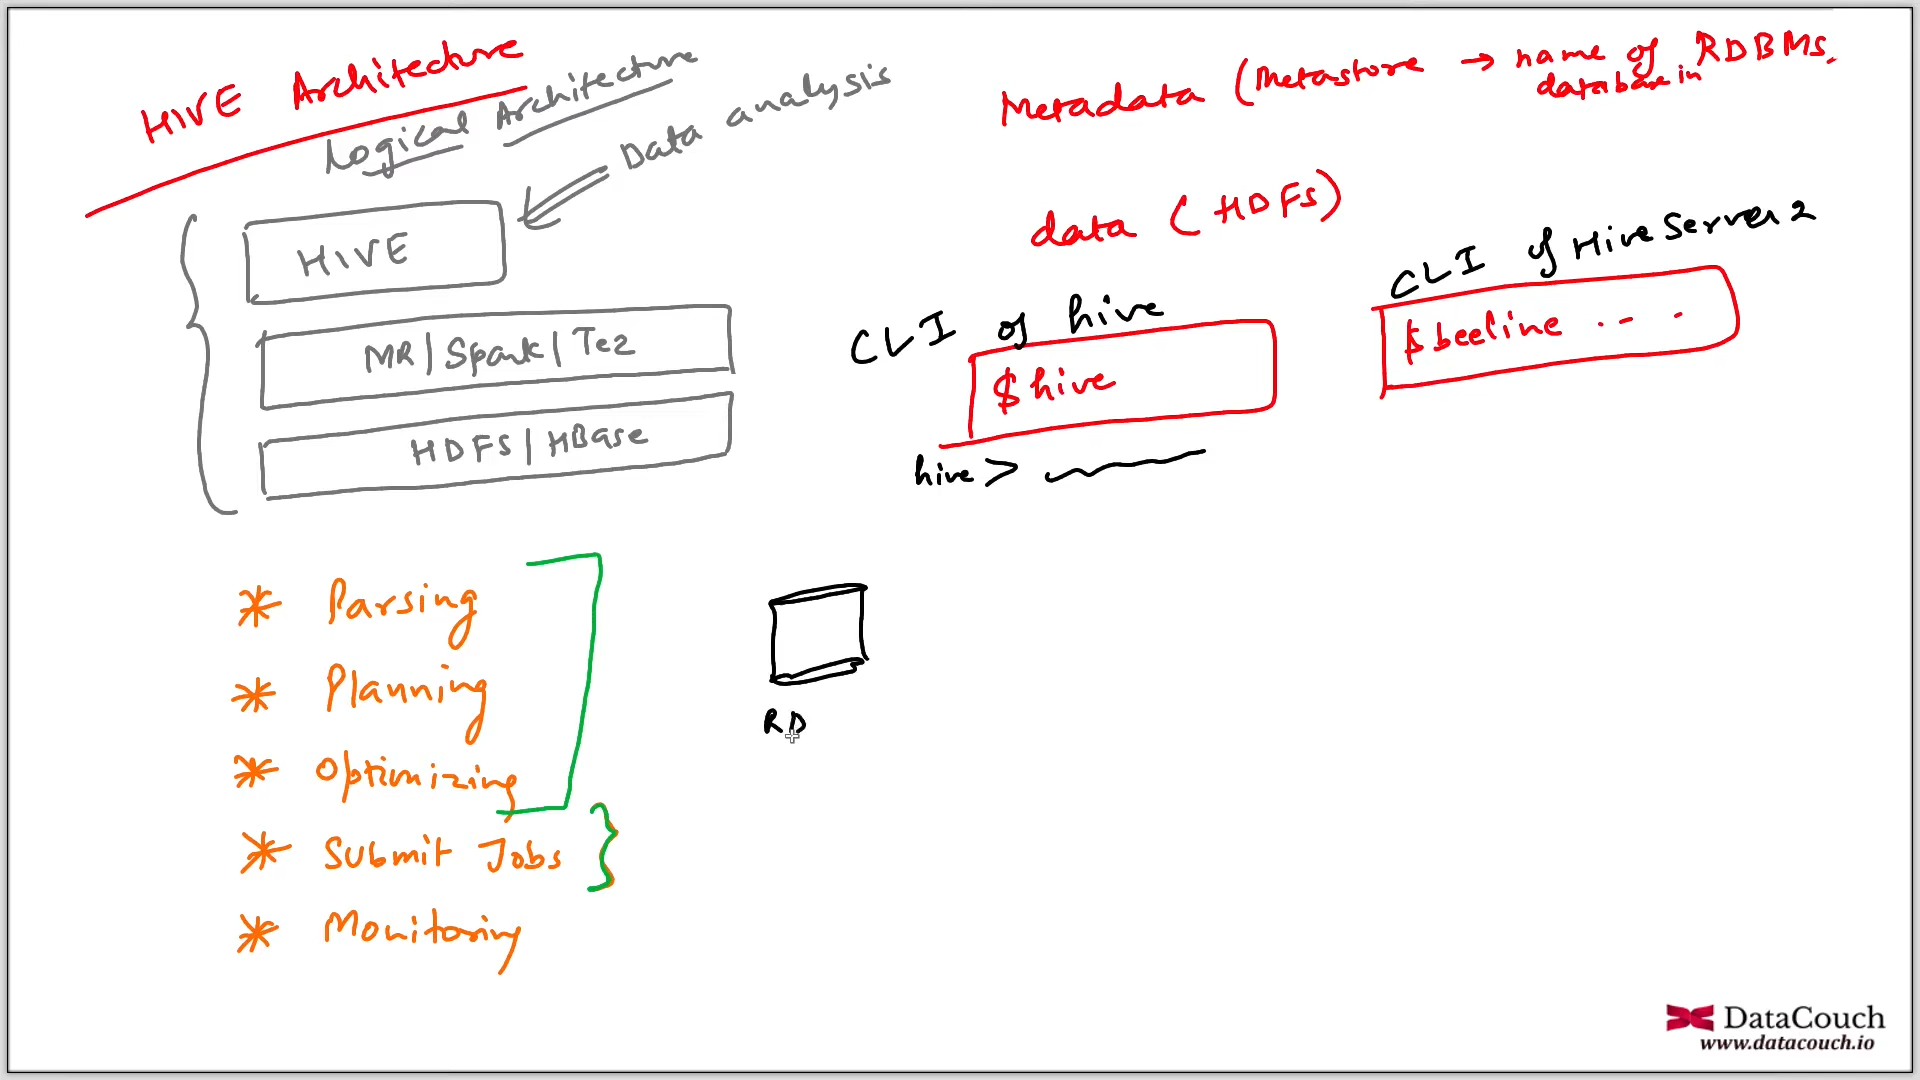 HIVE Architecture
Logical Architecture
Data analysis
HIVE
MR | Spark | Tez
HDFS | HBase
Metadata (Metastore → name of RDBMS.
database in
data (HDFS)
CLI of hive
$ hive
hive >
CLI of HiveServer2
$ beeline . - -
* Parsing
* Planning
* Optimizing
* Submit Jobs
* Monitoring
RD
DataCouch
www.datacouch.io